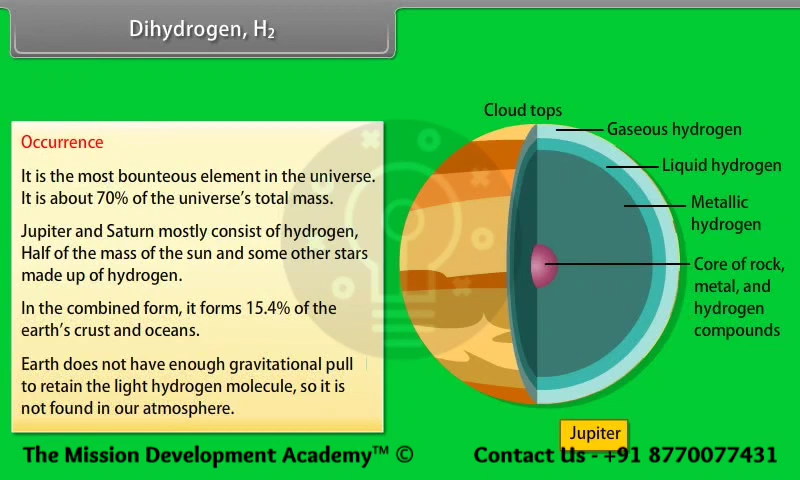 Dihydrogen, H₂
Occurrence
It is the most bounteous element in the universe.
It is about 70% of the universe's total mass.
Jupiter and Saturn mostly consist of hydrogen,
Half of the mass of the sun and some other stars
made up of hydrogen.
In the combined form, it forms 15.4% of the
earth's crust and oceans.
Earth does not have enough gravitational pull
to retain the light hydrogen molecule, so it is
not found in our atmosphere.
Cloud tops
Gaseous hydrogen
Liquid hydrogen
Metallic
hydrogen
Core of rock,
metal, and
hydrogen
compounds
Jupiter
The Mission Development Academy™ ©
Contact Us - +91 8770077431